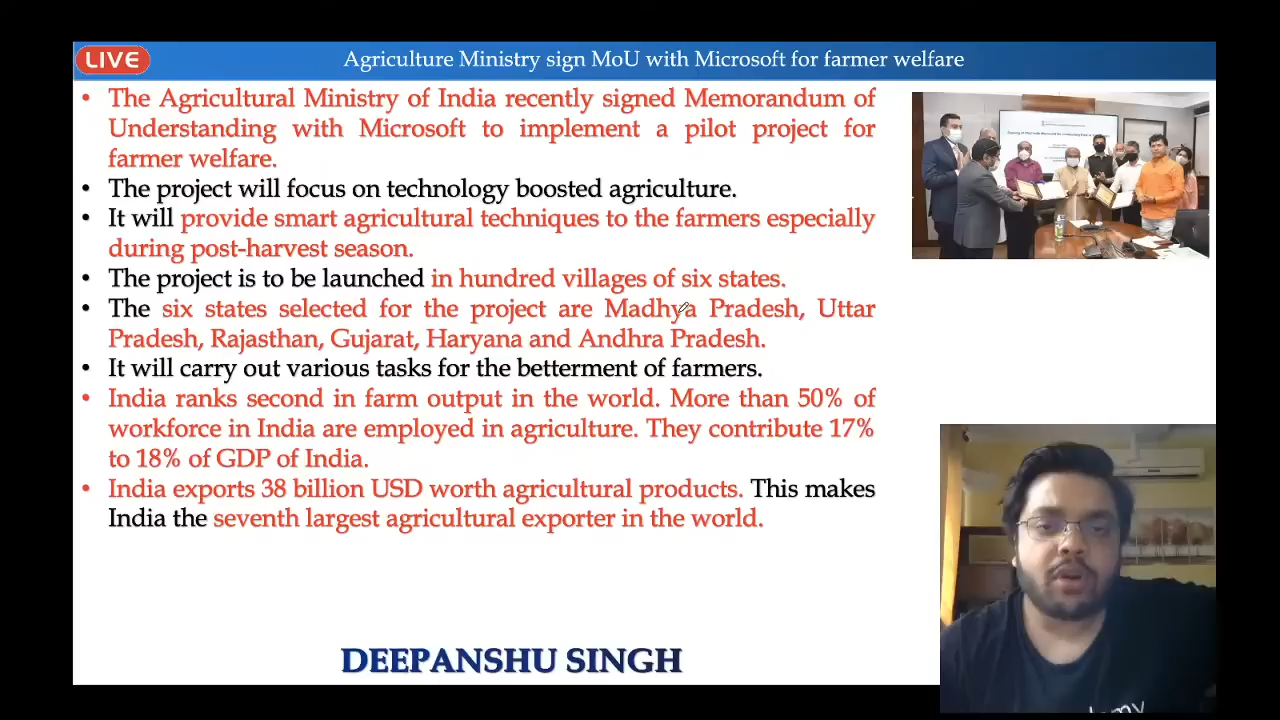 LIVE
Agriculture Ministry sign MoU with Microsoft for farmer welfare
• The Agricultural Ministry of India recently signed Memorandum of
Understanding with Microsoft to implement a pilot project for
farmer welfare.
• The project will focus on technology boosted agriculture.
• It will provide smart agricultural techniques to the farmers especially
during post-harvest season.
• The project is to be launched in hundred villages of six states.
• The six states selected for the project are Madhya Pradesh, Uttar
Pradesh, Rajasthan, Gujarat, Haryana and Andhra Pradesh.
• It will carry out various tasks for the betterment of farmers.
• India ranks second in farm output in the world. More than 50% of
workforce in India are employed in agriculture. They contribute 17%
to 18% of GDP of India.
• India exports 38 billion USD worth agricultural products. This makes
India the seventh largest agricultural exporter in the world.
DEEPANSHU SINGH